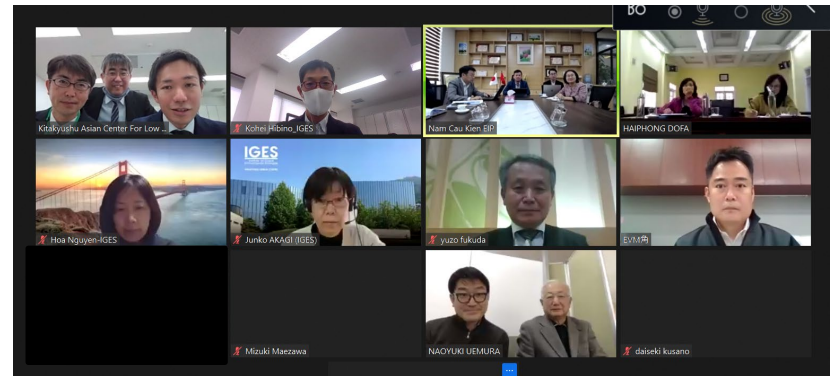 BO
Kitakyushu Asian Center For Low ...
Kohei Hibino_IGES
Nam Cau Kien EIP
HAIPHONG DOFA
IGES
Hoa Nguyen-IGES
Junko AKAGI (IGES)
yuzo fukuda
EVM角
Mizuki Maezawa
NAOYUKI UEMURA
daiseki kusano